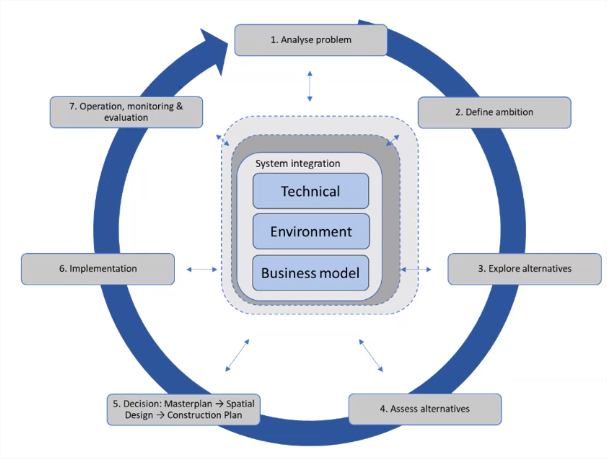 1. Analyse problem
2. Define ambition
3. Explore alternatives
4. Assess alternatives
5. Decision: Masterplan → Spatial
Design → Construction Plan
6. Implementation
7. Operation, monitoring &
evaluation
System integration
Technical
Environment
Business model